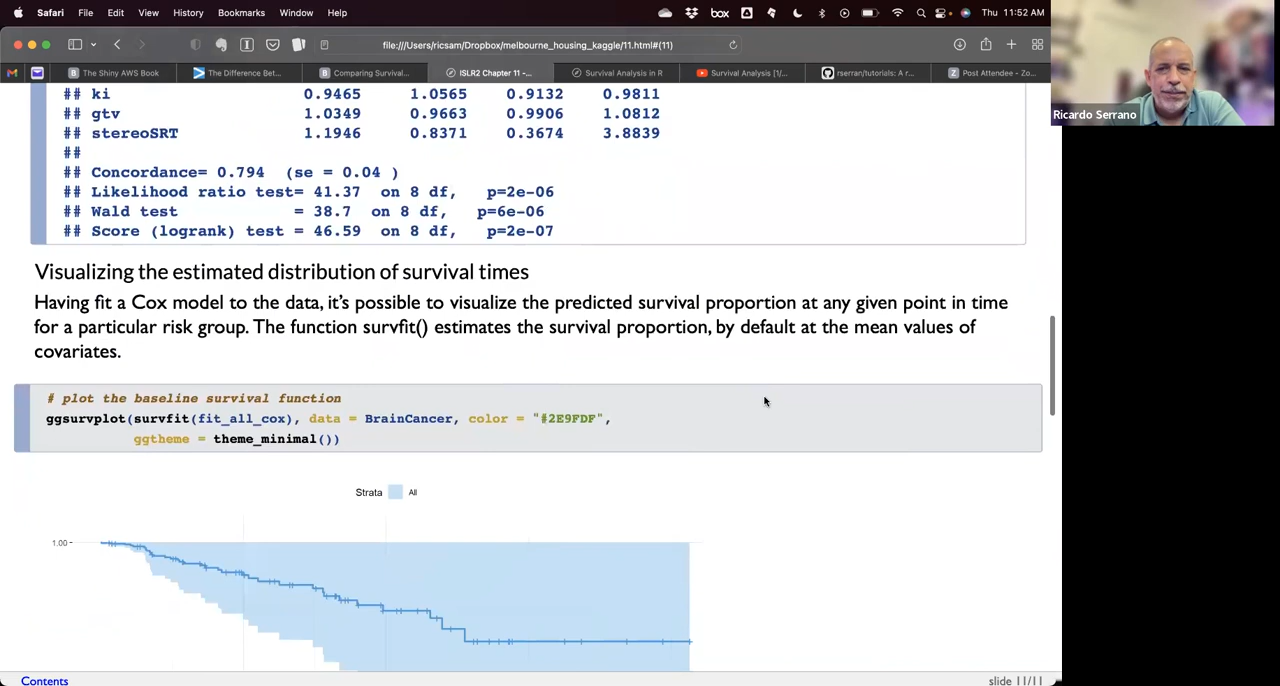 Safari File Edit View History Bookmarks Window Help box Thu 11:52 AM
file:///Users/ricsam/Dropbox/melbourne_housing_kaggle/11.html#(11)
The Shiny AWS Book The Difference Bet... Comparing Survival... ISLR2 Chapter 11 -... Survival Analysis in R Survival Analysis [1/... rserran/tutorials: A r... Post Attendee - Zo...
## ki 0.9465 1.0565 0.9132 0.9811
## gtv 1.0349 0.9663 0.9906 1.0812
## stereoSRT 1.1946 0.8371 0.3674 3.8839
##
## Concordance= 0.794 (se = 0.04 )
## Likelihood ratio test= 41.37 on 8 df, p=2e-06
## Wald test = 38.7 on 8 df, p=6e-06
## Score (logrank) test = 46.59 on 8 df, p=2e-07
Visualizing the estimated distribution of survival times
Having fit a Cox model to the data, it's possible to visualize the predicted survival proportion at any given point in time
for a particular risk group. The function survfit() estimates the survival proportion, by default at the mean values of
covariates.
# plot the baseline survival function
ggsurvplot(survfit(fit_all_cox), data = BrainCancer, color = "#2E9FDF",
ggtheme = theme_minimal())
Strata All
1.00
Contents
slide 11/11
Ricardo Serrano